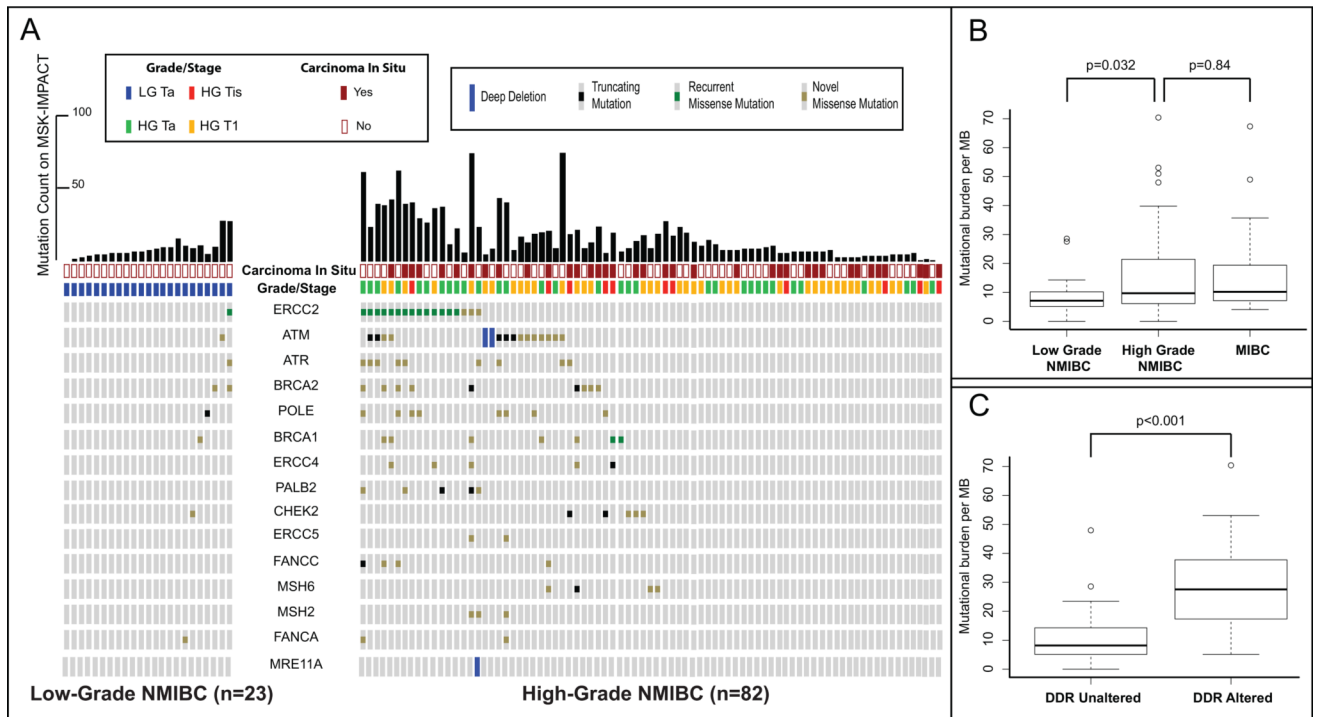 A
Mutation Count on MSK-IMPACT
100
50
Grade/Stage
Carcinoma In Situ
LG Ta
HG Tis
Yes
HG Ta
HG T1
No
Deep Deletion
Truncating
Mutation
Recurrent
Missense Mutation
Novel
Missense Mutation
Carcinoma In Situ
Grade/Stage
ERCC2
ATM
ATR
BRCA2
POLE
BRCA1
ERCC4
PALB2
CHEK2
ERCC5
FANCC
MSH6
MSH2
FANCA
MRE11A
Low-Grade NMIBC (n=23)
High-Grade NMIBC (n=82)
B
p=0.032
p=0.84
Mutational burden per MB
70
60
50
40
30
20
10
0
Low Grade
NMIBC
High Grade
NMIBC
MIBC
C
p<0.001
Mutational burden per MB
70
60
50
40
30
20
10
0
DDR Unaltered
DDR Altered